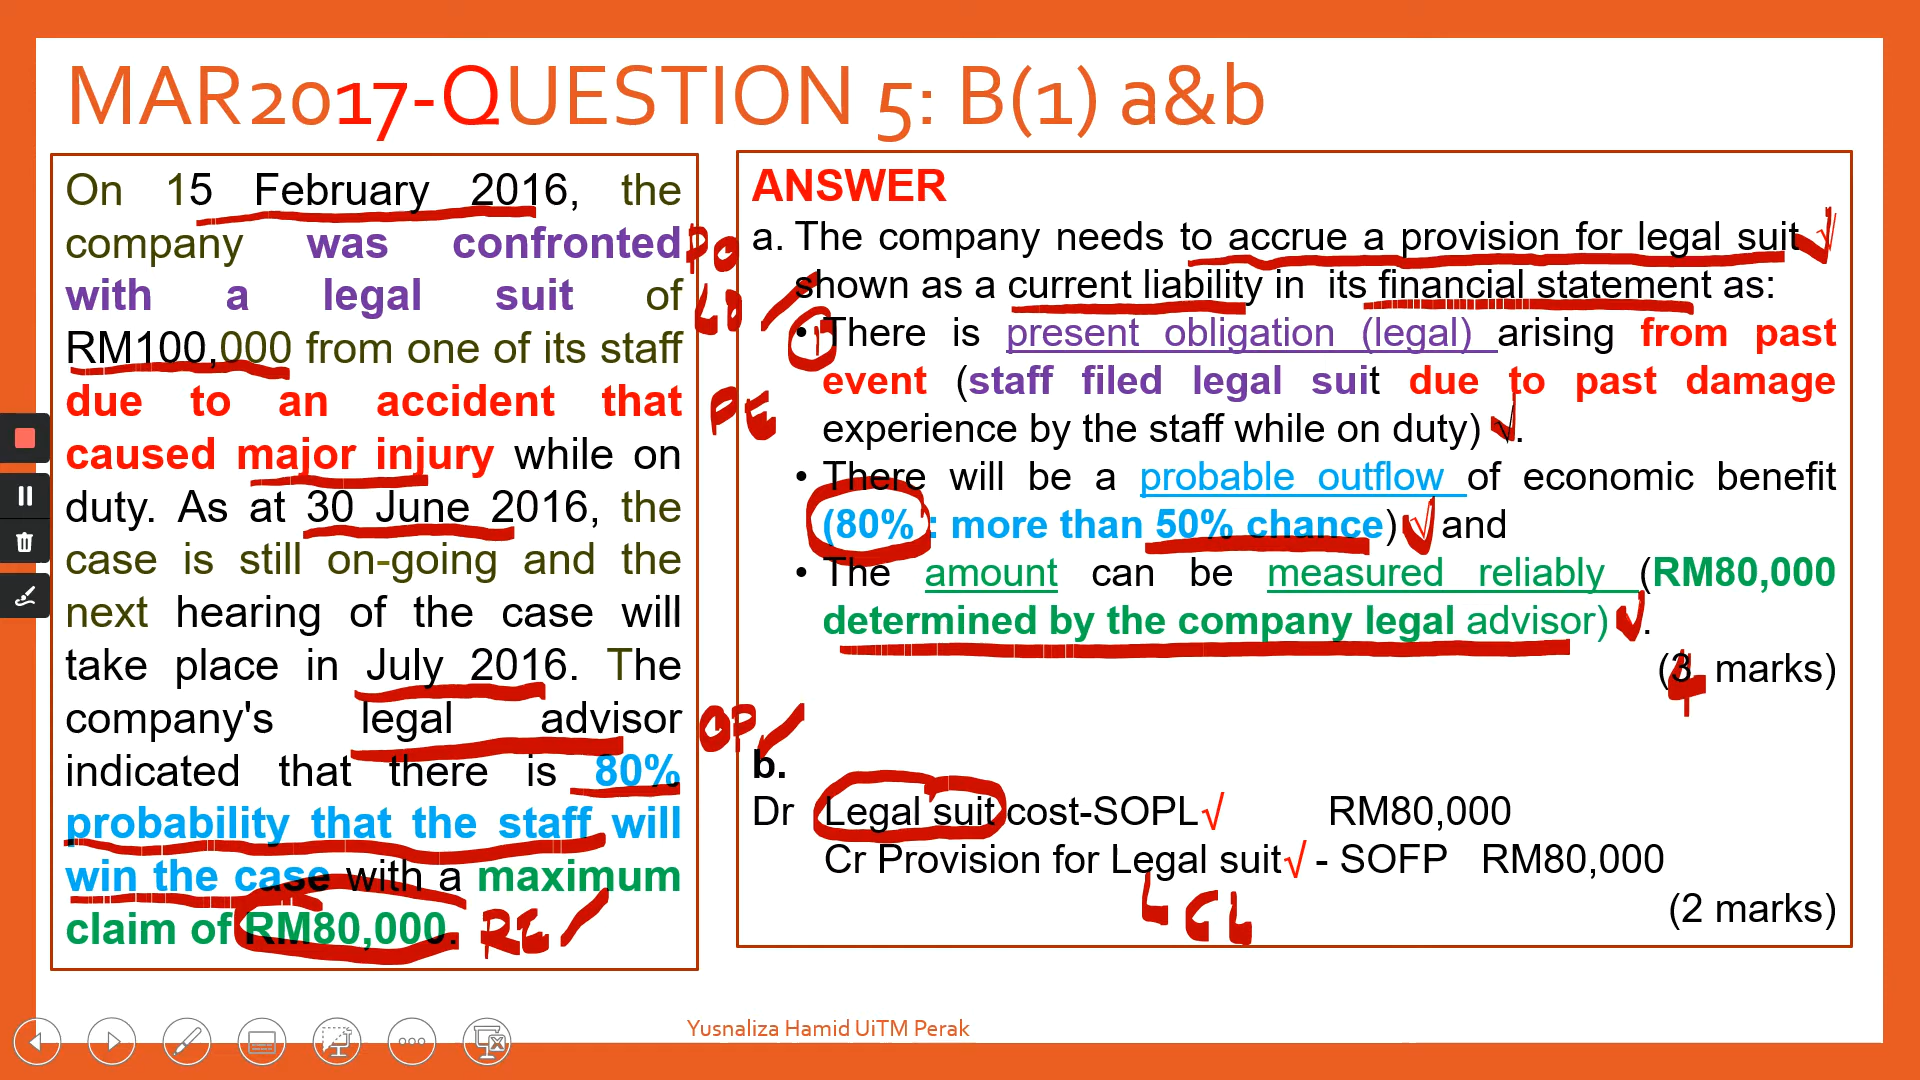 MAR2017-QUESTION 5: B(1) a&b
On 15 February 2016, the
company was confronted
with a legal suit of
RM100,000 from one of its staff
due to an accident that
caused major injury while on
duty. As at 30 June 2016, the
case is still on-going and the
next hearing of the case will
take place in July 2016. The
company's legal advisor
indicated that there is 80%
probability that the staff will
win the case with a maximum
claim of RM80,000.
PO
LO
PE
OP
RE
ANSWER
a. The company needs to accrue a provision for legal suit √
shown as a current liability in its financial statement as:
1
• There is present obligation (legal) arising from past
event (staff filed legal suit due to past damage
experience by the staff while on duty) √.
• There will be a probable outflow of economic benefit
(80% : more than 50% chance) √ and
• The amount can be measured reliably (RM80,000
determined by the company legal advisor) √.
(3 marks)
4
b.
Dr Legal suit cost-SOPL√ RM80,000
Cr Provision for Legal suit√ - SOFP RM80,000
CL
(2 marks)
Yusnaliza Hamid UiTM Perak